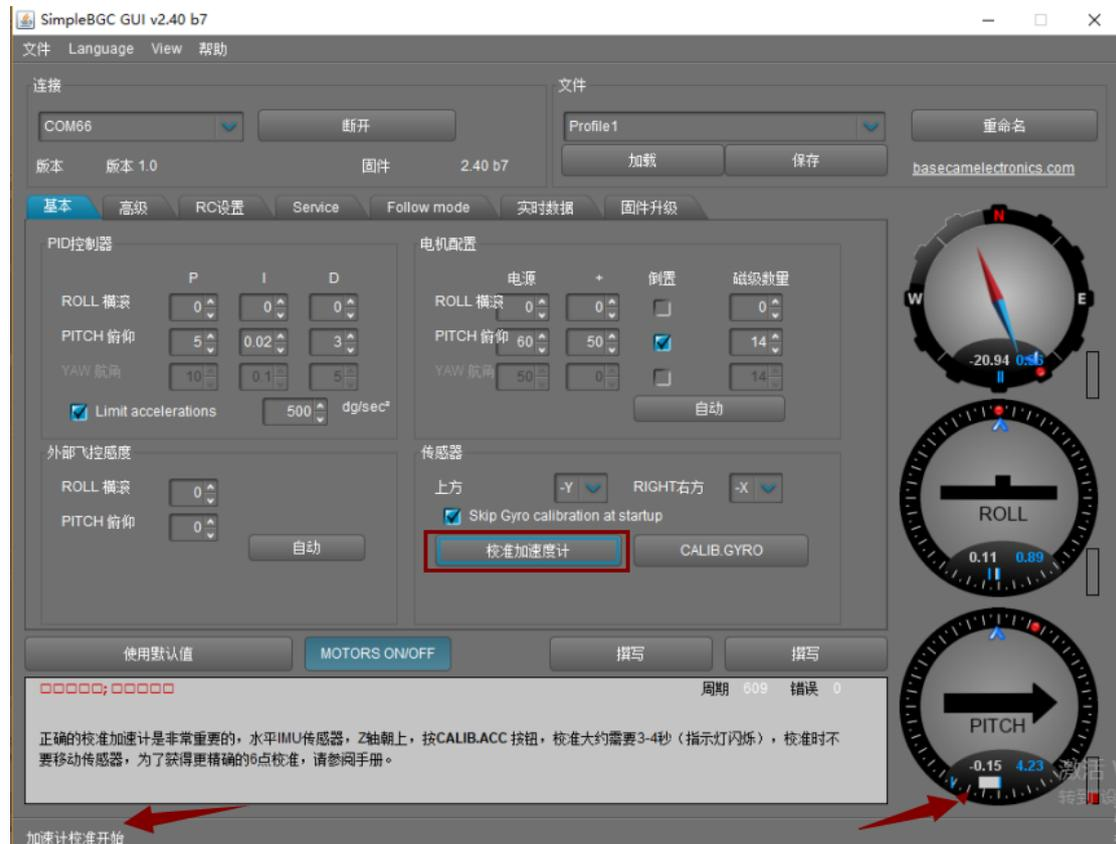 SimpleBGC GUI v2.40 b7
文件 Language View 帮助
连接
文件
COM66 断开
Profile1 重命名
版本 版本 1.0 固件 2.40 b7
加载 保存
basecamelectronics.com
基本 高级 RC设置 Service Follow mode 实时数据 固件升级
PID控制器
P I D
ROLL 横滚 0 0 0
PITCH 俯仰 5 0.02 3
YAW 航角 10 0.1 5
Limit accelerations 500 dg/sec²
电机配置
电源 + 倒置 磁级数量
ROLL 横滚 0 0 0
PITCH 俯仰 60 50 14
YAW 航角 50 0 14
自动
外部飞控感度
ROLL 横滚 0
PITCH 俯仰 0
自动
传感器
上方 -Y RIGHT右方 -X
Skip Gyro calibration at startup
校准加速度计 CALIB.GYRO
N
W E
-20.94
ROLL
0.11 0.89
PITCH
-0.15 4.23
使用默认值 MOTORS ON/OFF 撰写 撰写
□□□□□;□□□□□
周期 609 错误 0
正确的校准加速计是非常重要的，水平IMU传感器，Z轴朝上，按CALIB.ACC 按钮，校准大约需要3-4秒（指示灯闪烁），校准时不
要移动传感器，为了获得更精确的6点校准，请参阅手册。
激活
转到
加速计校准开始